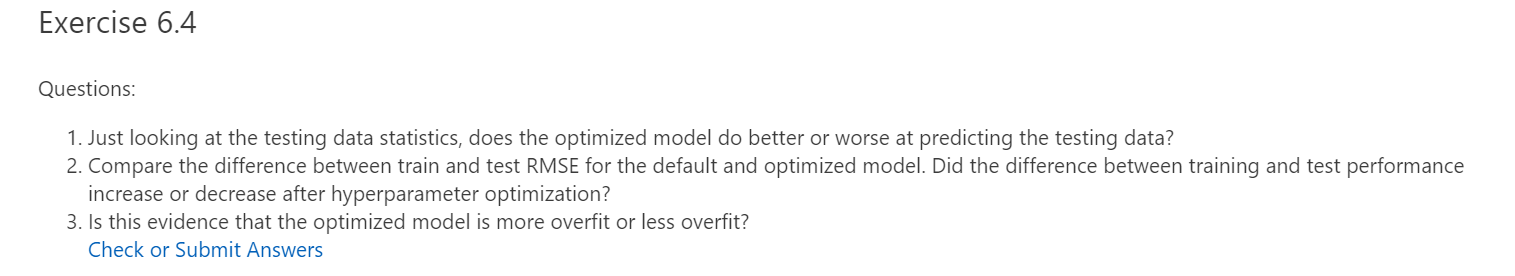 Exercise 6.4
Questions:
1. Just looking at the testing data statistics, does the optimized model do better or worse at predicting the testing data?
2. Compare the difference between train and test RMSE for the default and optimized model. Did the difference between training and test performance
increase or decrease after hyperparameter optimization?
3. Is this evidence that the optimized model is more overfit or less overfit?
Check or Submit Answers